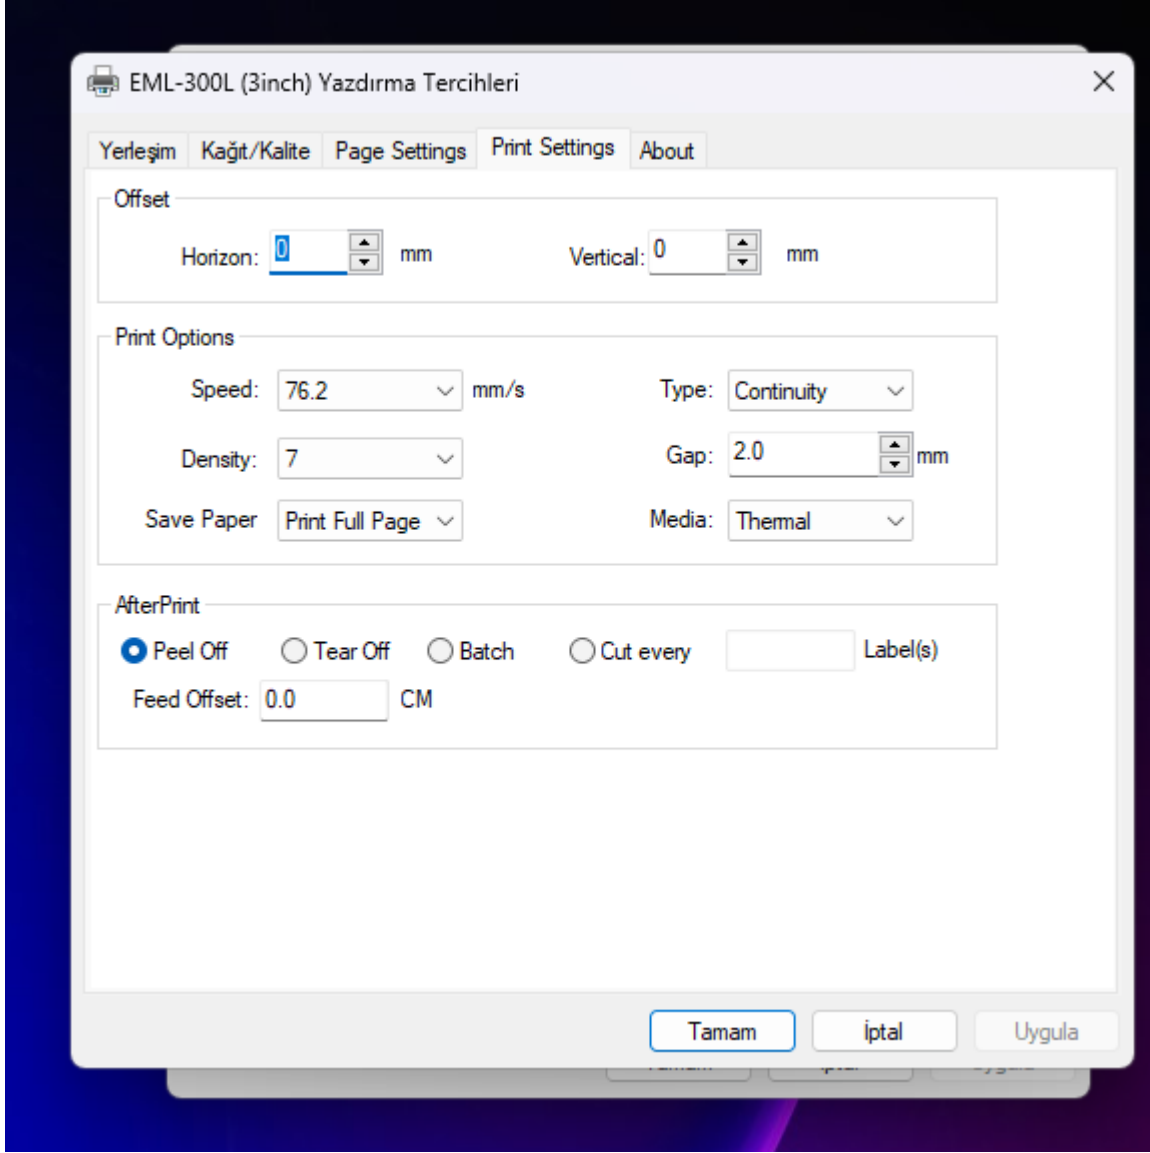 EML-300L (3inch) Yazdırma Tercihleri
Yerleşim Kağıt/Kalite Page Settings Print Settings About
Offset
Horizon: 0 mm Vertical: 0 mm
Print Options
Speed: 76.2 mm/s Type: Continuity
Density: 7 Gap: 2.0 mm
Save Paper Print Full Page Media: Thermal
AfterPrint
Peel Off Tear Off Batch Cut every Label(s)
Feed Offset: 0.0 CM
Tamam İptal Uygula